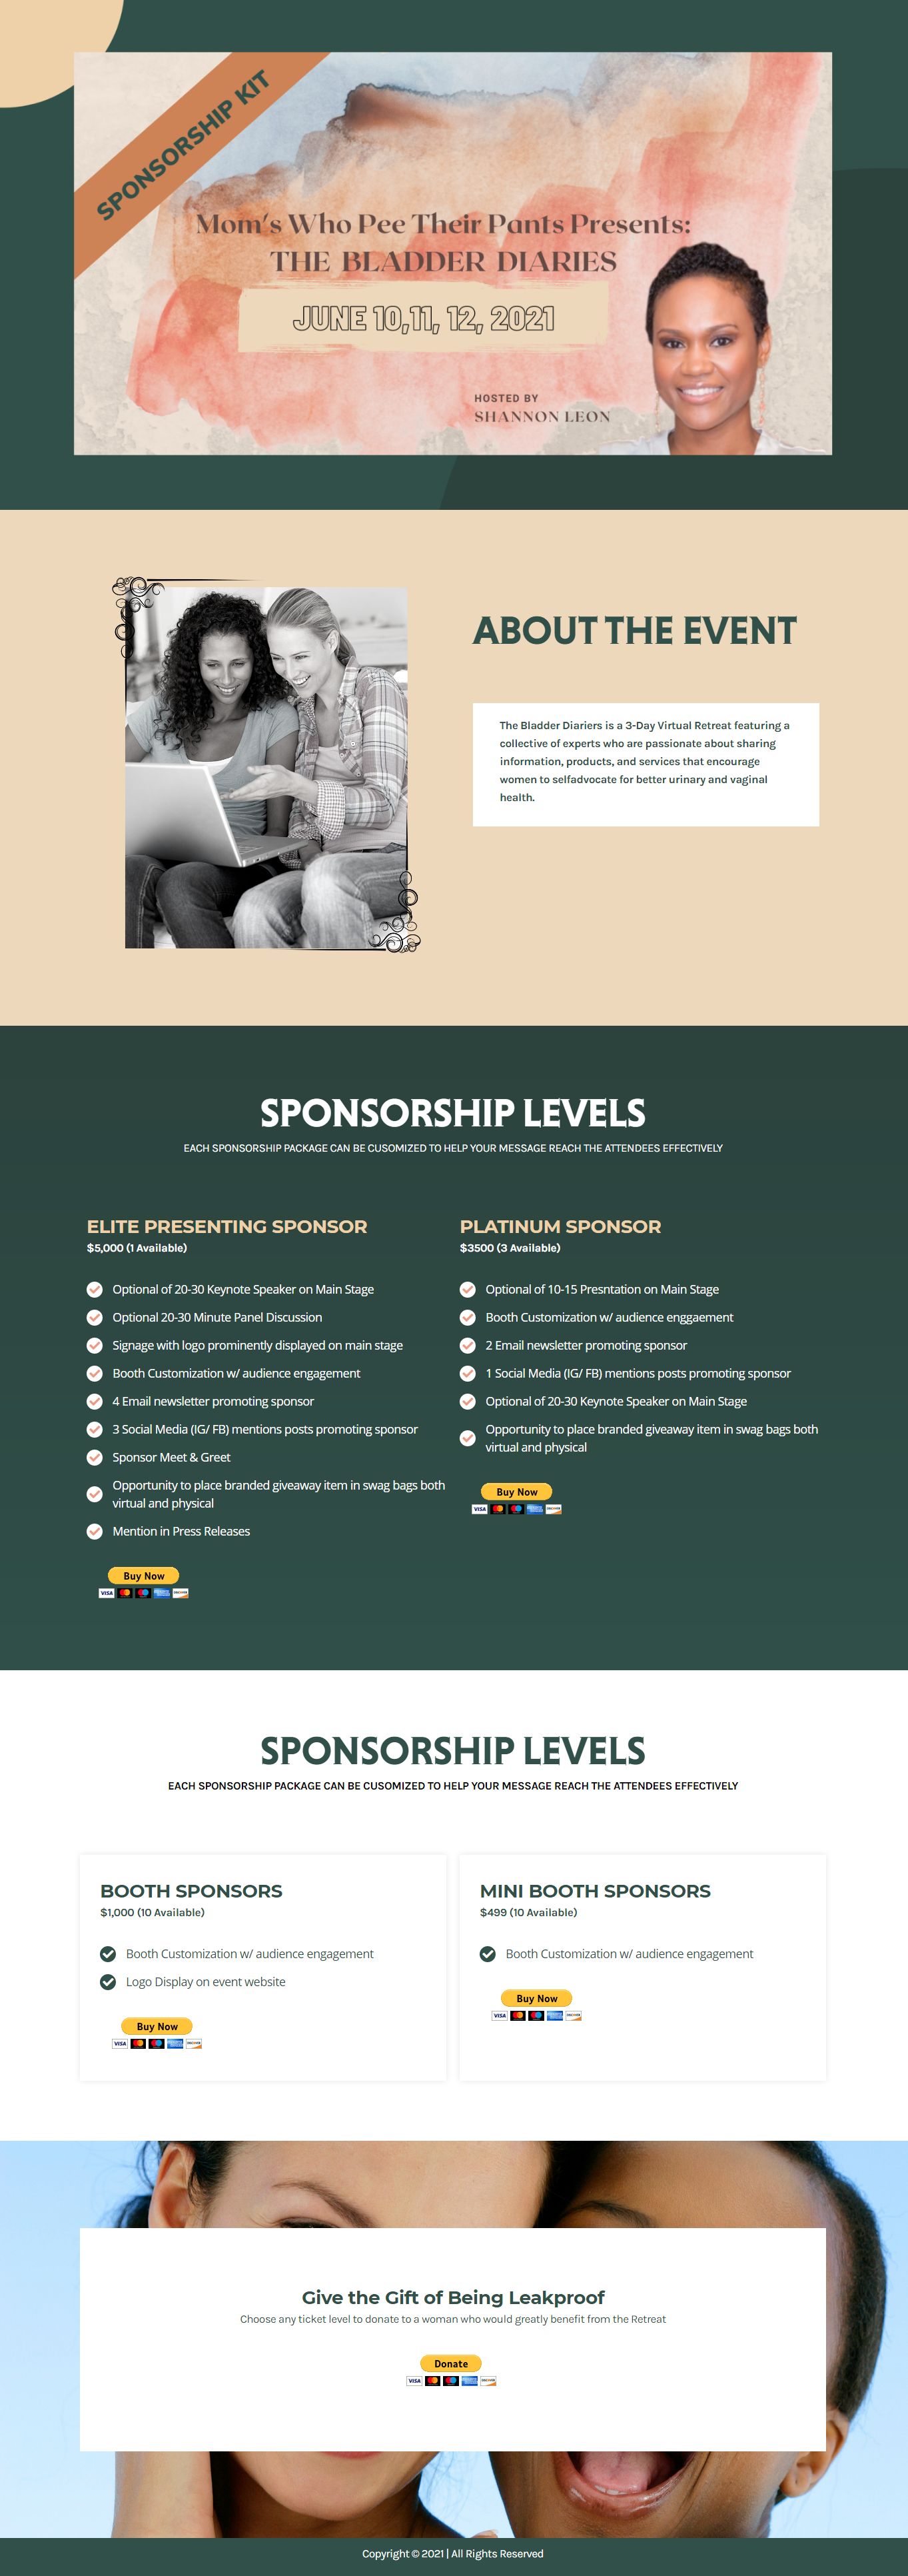 SPONSORSHIP KIT
Mom's Who Pee Their Pants Presents:
THE BLADDER DIARIES
JUNE 10,11, 12, 2021
HOSTED BY
SHANNON LEON
ABOUT THE EVENT
The Bladder Diariers is a 3-Day Virtual Retreat featuring a
collective of experts who are passionate about sharing
information, products, and services that encourage
women to selfadvocate for better urinary and vaginal
health.
SPONSORSHIP LEVELS
EACH SPONSORSHIP PACKAGE CAN BE CUSOMIZED TO HELP YOUR MESSAGE REACH THE ATTENDEES EFFECTIVELY
ELITE PRESENTING SPONSOR
$5,000 (1 Available)
Optional of 20-30 Keynote Speaker on Main Stage
Optional 20-30 Minute Panel Discussion
Signage with logo prominently displayed on main stage
Booth Customization w/ audience engagement
4 Email newsletter promoting sponsor
3 Social Media (IG/ FB) mentions posts promoting sponsor
Sponsor Meet & Greet
Opportunity to place branded giveaway item in swag bags both
virtual and physical
Mention in Press Releases
Buy Now
VISA
PLATINUM SPONSOR
$3500 (3 Available)
Optional of 10-15 Presntation on Main Stage
Booth Customization w/ audience enggaement
2 Email newsletter promoting sponsor
1 Social Media (IG/ FB) mentions posts promoting sponsor
Optional of 20-30 Keynote Speaker on Main Stage
Opportunity to place branded giveaway item in swag bags both
virtual and physical
Buy Now
VISA
SPONSORSHIP LEVELS
EACH SPONSORSHIP PACKAGE CAN BE CUSOMIZED TO HELP YOUR MESSAGE REACH THE ATTENDEES EFFECTIVELY
BOOTH SPONSORS
$1,000 (10 Available)
Booth Customization w/ audience engagement
Logo Display on event website
Buy Now
VISA
MINI BOOTH SPONSORS
$499 (10 Available)
Booth Customization w/ audience engagement
Buy Now
VISA
Give the Gift of Being Leakproof
Choose any ticket level to donate to a woman who would greatly benefit from the Retreat
Donate
VISA
Copyright © 2021 | All Rights Reserved